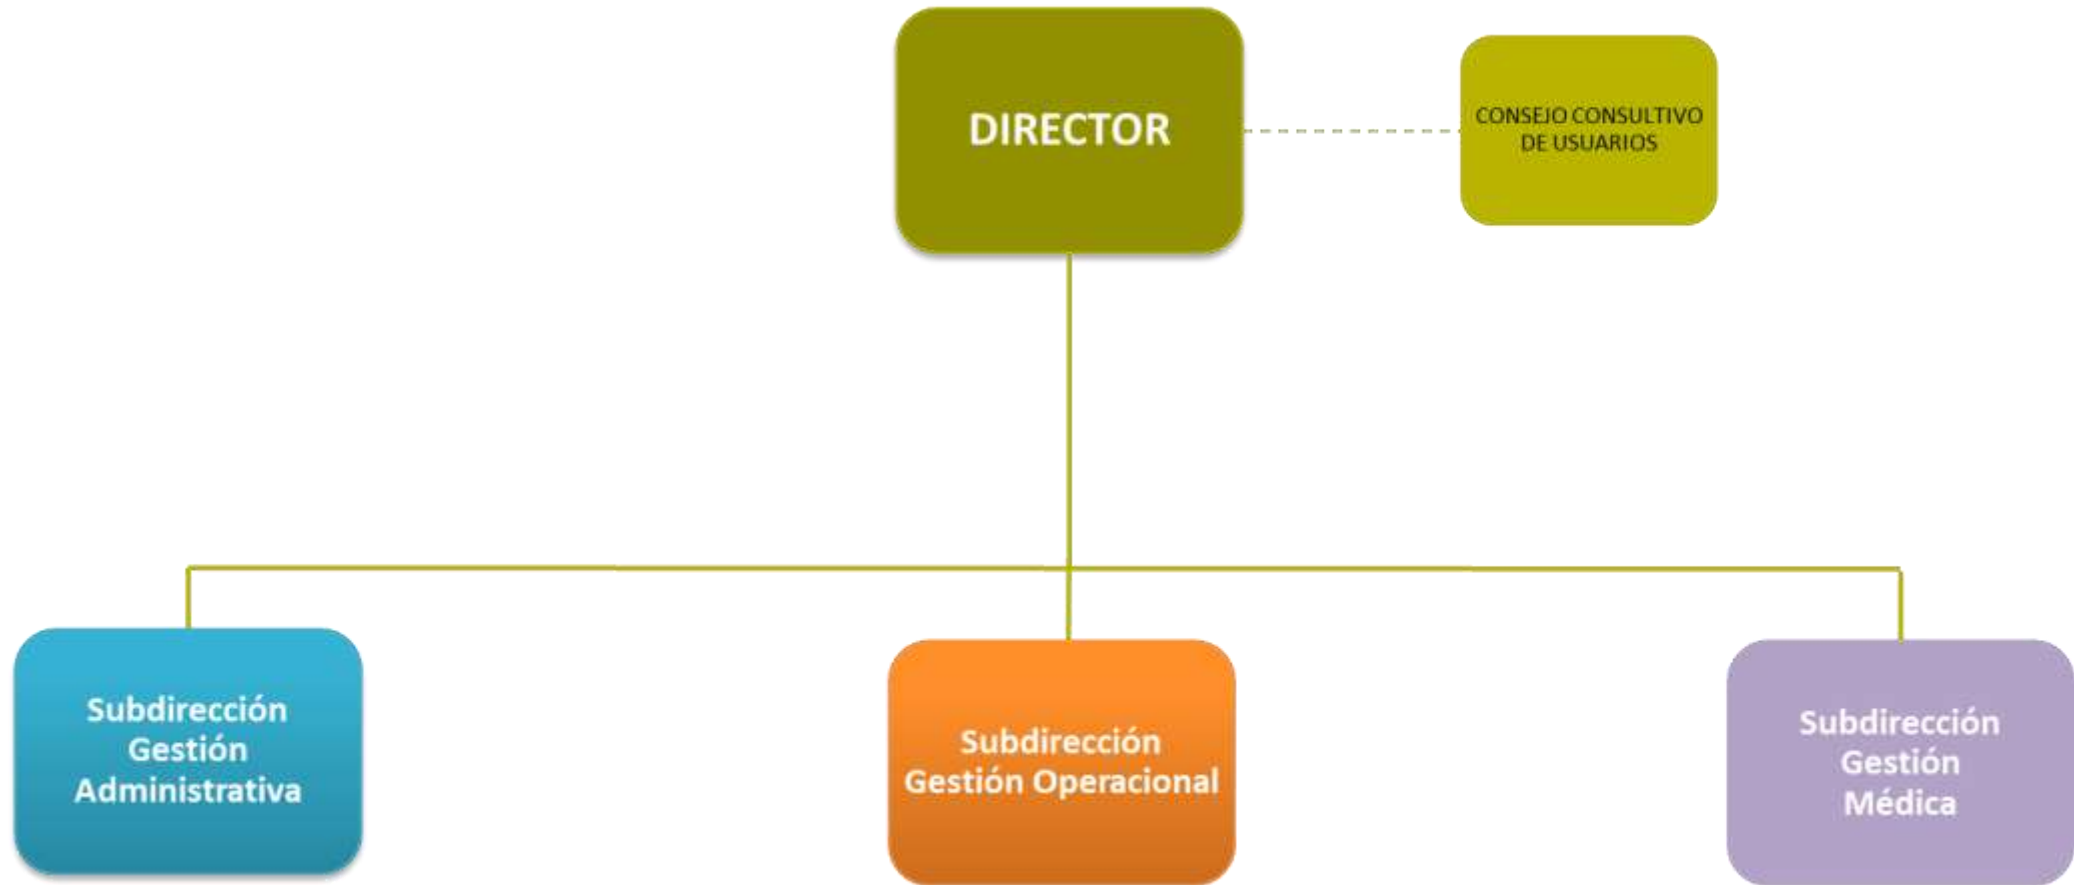 DIRECTOR
CONSEJO CONSULTIVO
DE USUARIOS
Subdirección
Gestión
Administrativa
Subdirección
Gestión Operacional
Subdirección
Gestión
Médica